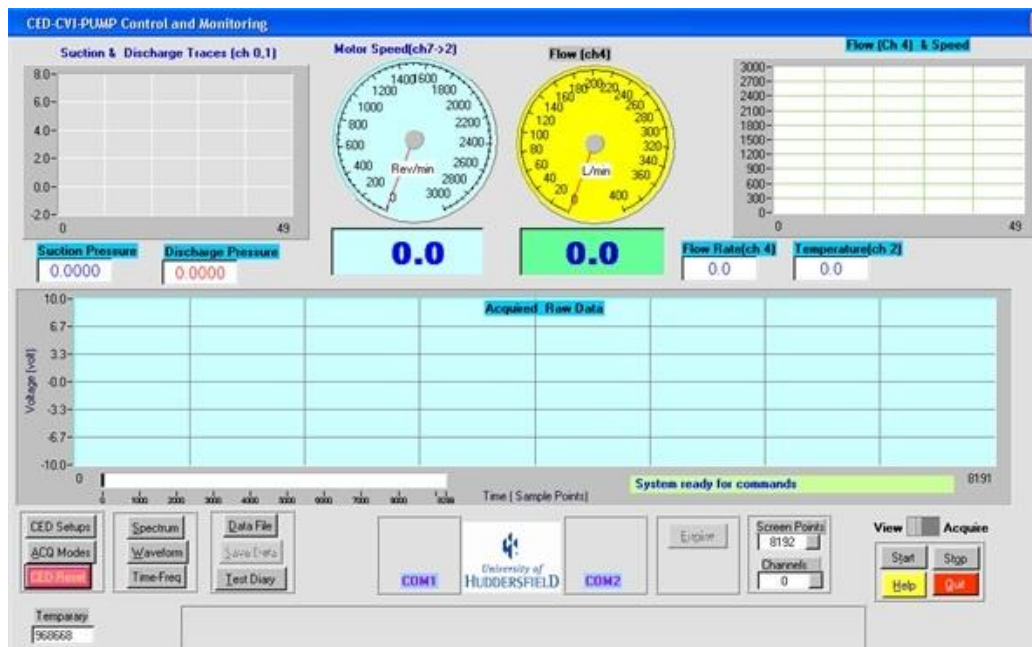 CED-CVI-PUMP Control and Monitoring
Suction & Discharge Traces (ch 0,1)
8.0
6.0
4.0
2.0
0.0
-2.0
0
49
Suction Pressure
0.0000
Discharge Pressure
0.0000
Motor Speed(ch7->2)
0
200
400
600
800
1000
1200
1400
1600
1800
2000
2200
2400
2600
2800
3000
Rev/min
0.0
Flow (ch4)
0
20
40
60
80
100
120
140
160
180
200
220
240
260
280
300
320
340
360
400
L/min
0.0
Flow (Ch 4) & Speed
3000
2700
2400
2100
1800
1500
1200
900
600
300
0
0
49
Flow Rate(ch 4)
0.0
Temperature(ch 2)
0.0
Acquired Raw Data
Voltage (volt)
10.0
6.7
3.3
-0.0
-3.3
-6.7
-10.0
0
8191
0 1000 2000 3000 4000 5000 6000 7000 8000
Time ( Sample Points)
System ready for commands
CED Setups
ACQ Modes
CED Reset
Spectrum
Waveform
Time-Freq
Data File
Save Data
Test Diary
COM1
University of
HUDDERSFIELD
COM2
Screen Points
8192
Channels
0
View Acquire
Start Stop
Help Quit
Temparary
968668